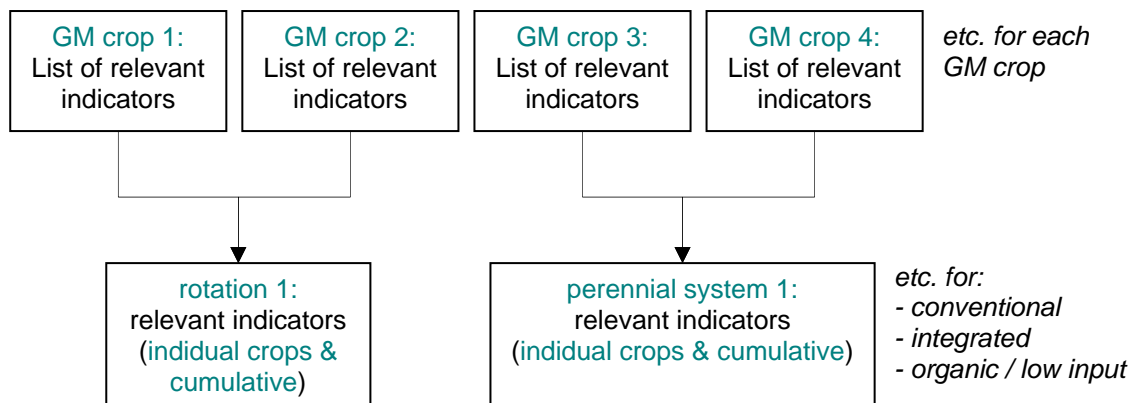 GM crop 1:
List of relevant
indicators
GM crop 2:
List of relevant
indicators
GM crop 3:
List of relevant
indicators
GM crop 4:
List of relevant
indicators
etc. for each
GM crop
rotation 1:
relevant indicators
(indidual crops &
cumulative)
perennial system 1:
relevant indicators
(indidual crops & cumulative)
etc. for:
- conventional
- integrated
- organic / low input